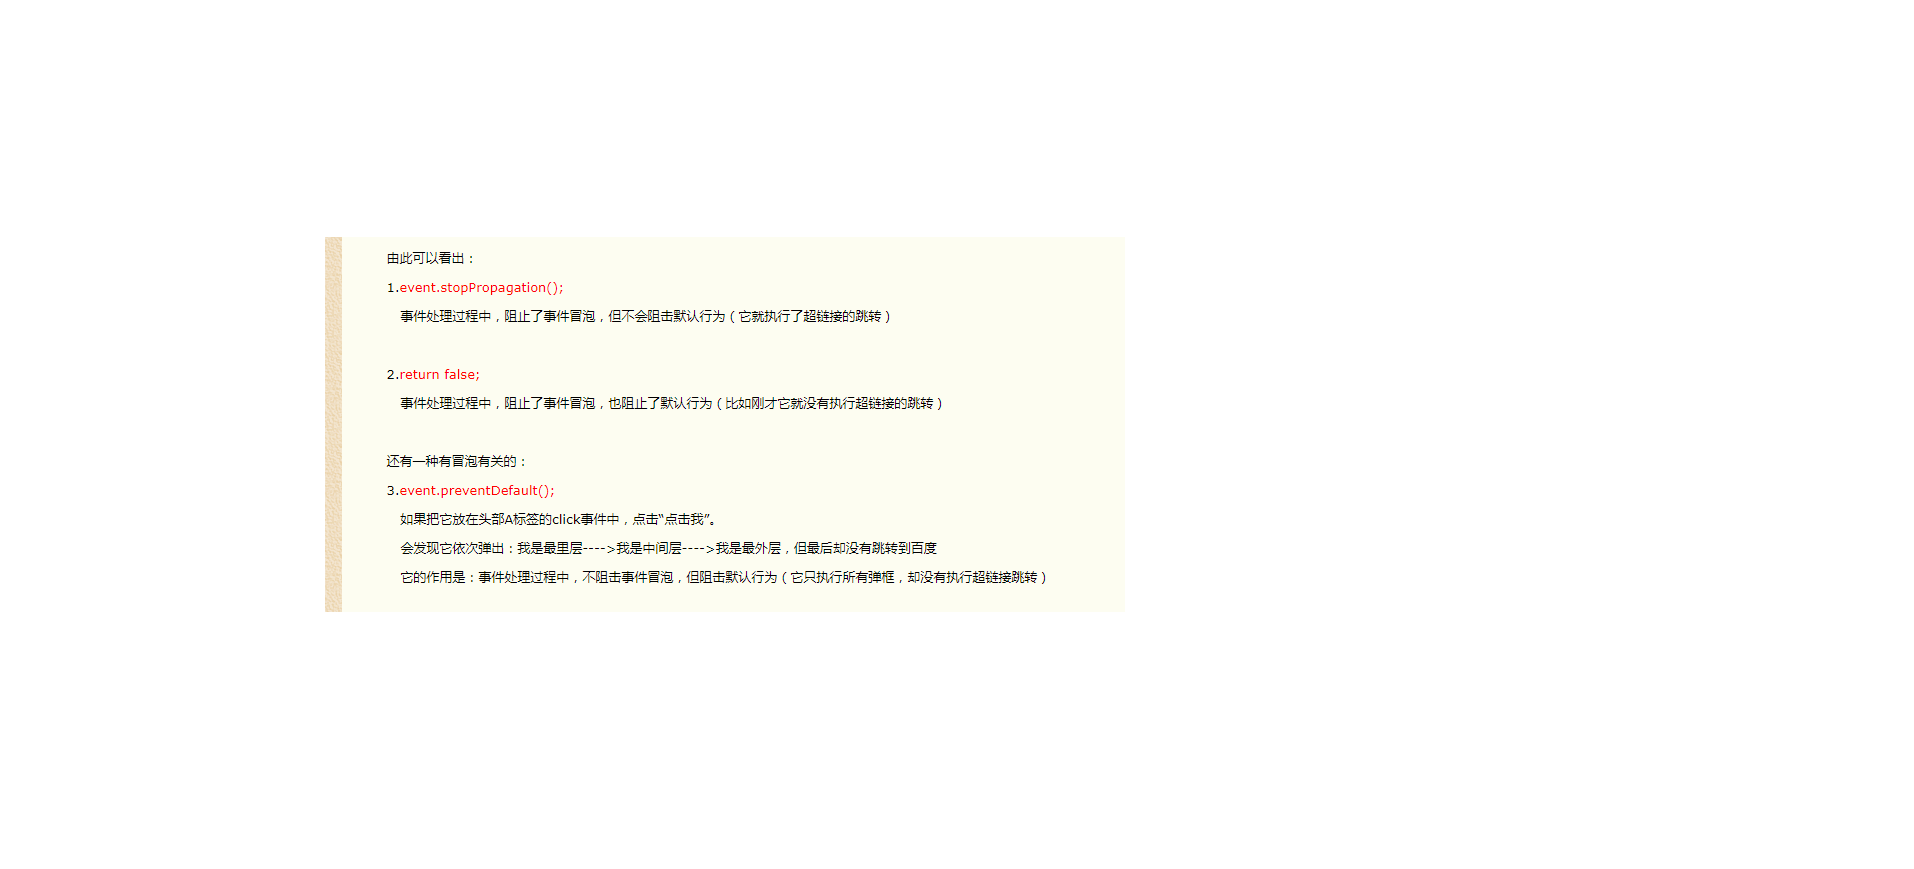 由此可以看出：
1.event.stopPropagation();
事件处理过程中，阻止了事件冒泡，但不会阻击默认行为（它就执行了超链接的跳转）
2.return false;
事件处理过程中，阻止了事件冒泡，也阻止了默认行为（比如刚才它就没有执行超链接的跳转）
还有一种有冒泡有关的：
3.event.preventDefault();
如果把它放在头部A标签的click事件中，点击“点击我”。
会发现它依次弹出：我是最里层---->我是中间层---->我是最外层，但最后却没有跳转到百度
它的作用是：事件处理过程中，不阻击事件冒泡，但阻击默认行为（它只执行所有弹框，却没有执行超链接跳转）